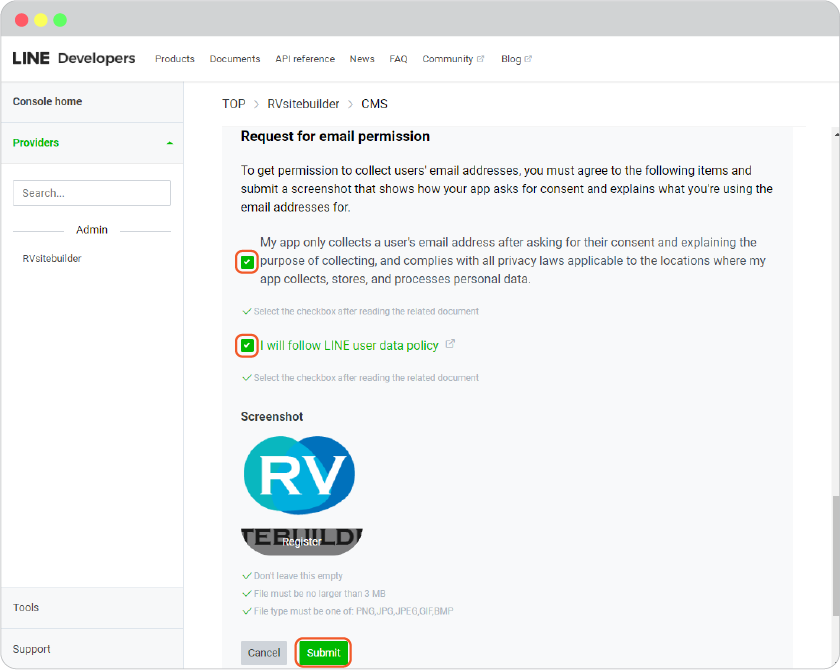 LINE Developers
Products Documents API reference News FAQ Community Blog
Console home
Providers
Search...
Admin
RVsitebuilder
Tools
Support
TOP > RVsitebuilder > CMS
Request for email permission
To get permission to collect users' email addresses, you must agree to the following items and
submit a screenshot that shows how your app asks for consent and explains what you're using the
email addresses for.
My app only collects a user's email address after asking for their consent and explaining the
purpose of collecting, and complies with all privacy laws applicable to the locations where my
app collects, stores, and processes personal data.
Select the checkbox after reading the related document
I will follow LINE user data policy
Select the checkbox after reading the related document
Screenshot
RV
TEBUILDE
Register
Don't leave this empty
File must be no larger than 3 MB
File type must be one of: PNG,JPG,JPEG,GIF,BMP
Cancel Submit